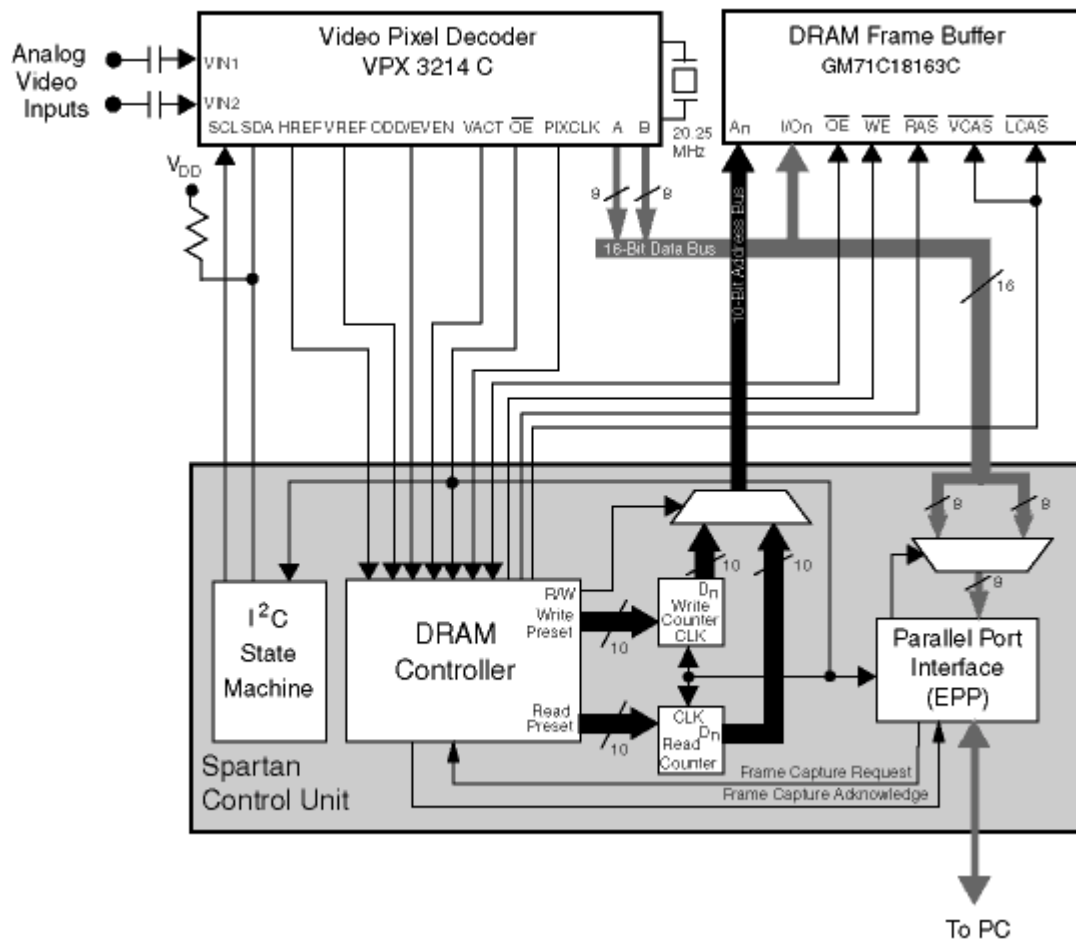 Analog
Video
Inputs
Video Pixel Decoder
VPX 3214 C
VIN1
VIN2
SCL SDA HREF VREF ODD/EVEN VACT OE PIXCLK A B
20.25
MHz
DRAM Frame Buffer
GM71C18163C
An I/On OE WE RAS VCAS LCAS
VDD
8
8
16-Bit Data Bus
10-Bit Address Bus
16
8
8
8
10
10
I²C
State
Machine
DRAM
Controller
R/W
Write
Preset
10
Dn
Write
Counter
CLK
Read
Preset
10
CLK
Dn
Read
Counter
Parallel Port
Interface
(EPP)
Frame Capture Request
Frame Capture Acknowledge
Spartan
Control Unit
To PC